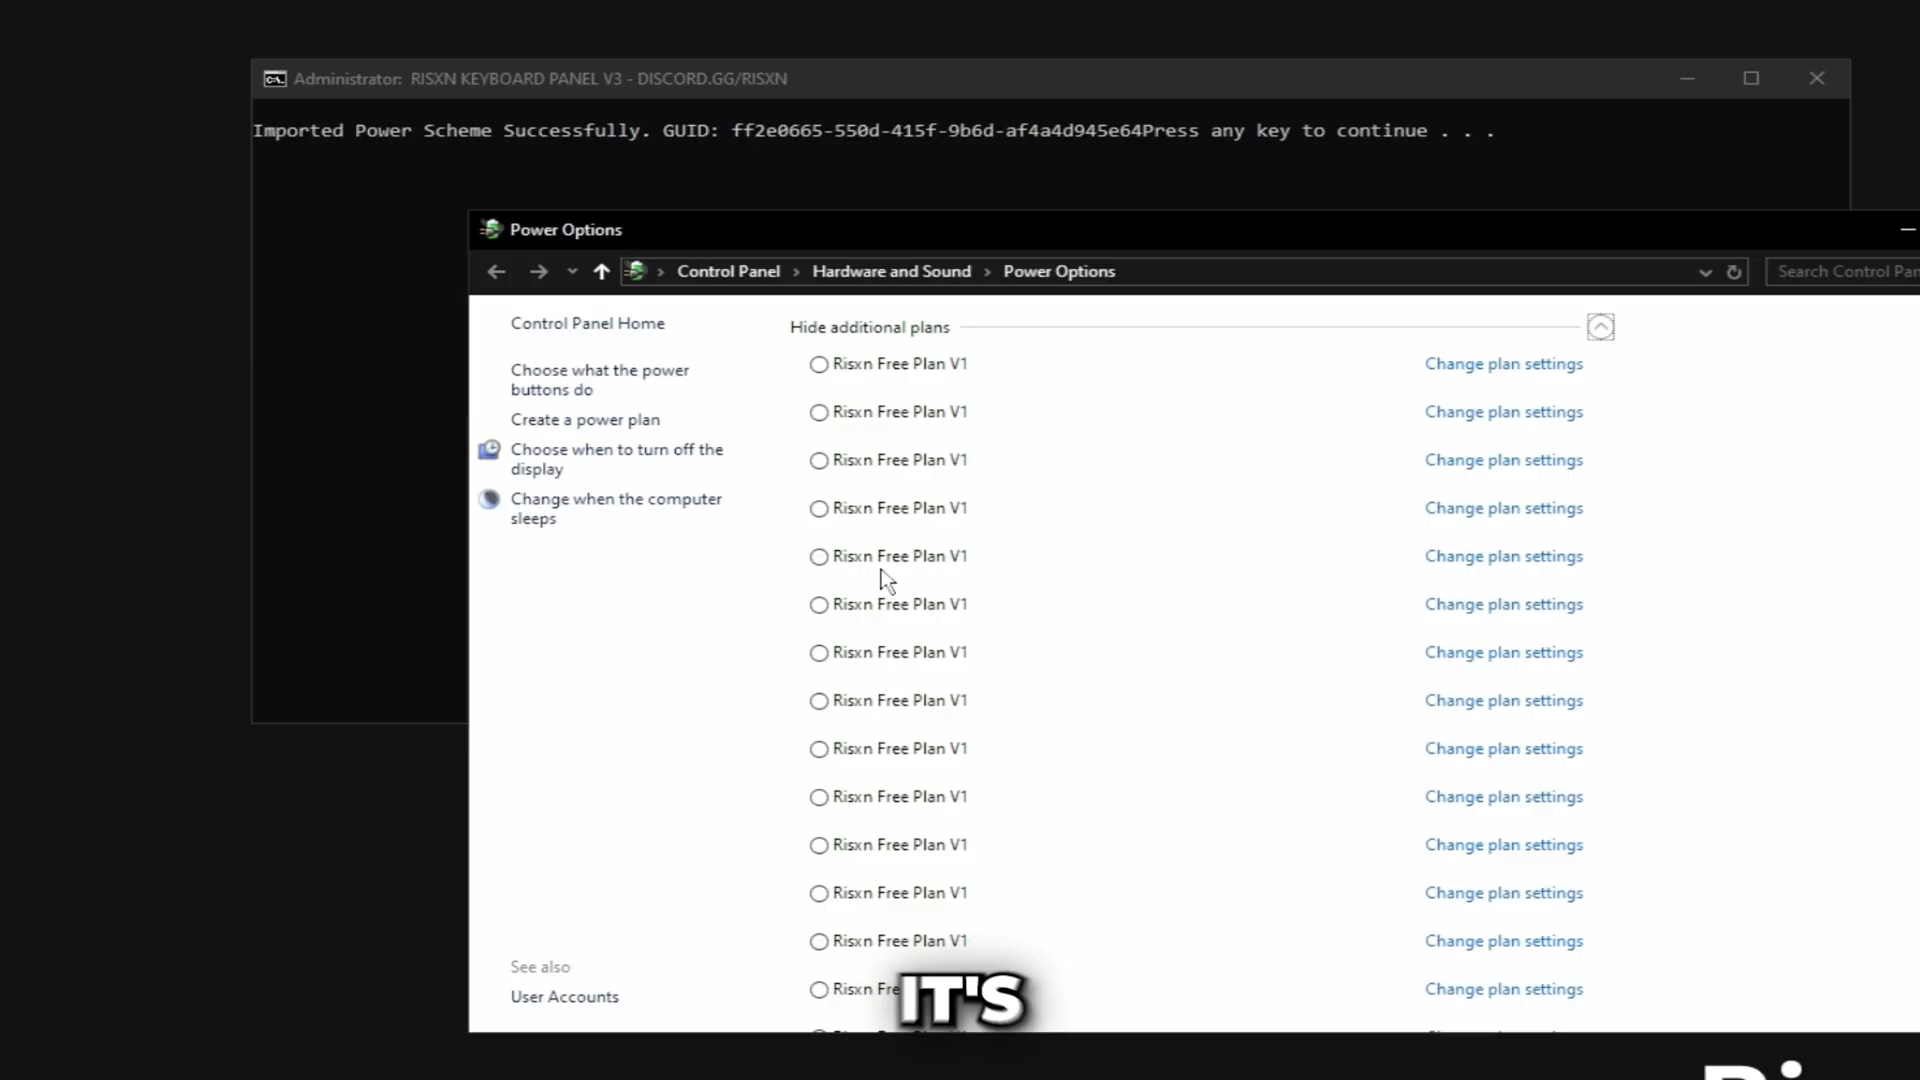 Administrator: RISXN KEYBOARD PANEL V3 - DISCORD.GG/RISXN
Imported Power Scheme Successfully. GUID: ff2e0665-550d-415f-9b6d-af4a4d945e64Press any key to continue . . .
Power Options
Control Panel > Hardware and Sound > Power Options
Search Control Pan
Control Panel Home
Choose what the power
buttons do
Create a power plan
Choose when to turn off the
display
Change when the computer
sleeps
Hide additional plans
Risxn Free Plan V1 Change plan settings
Risxn Free Plan V1 Change plan settings
Risxn Free Plan V1 Change plan settings
Risxn Free Plan V1 Change plan settings
Risxn Free Plan V1 Change plan settings
Risxn Free Plan V1 Change plan settings
Risxn Free Plan V1 Change plan settings
Risxn Free Plan V1 Change plan settings
Risxn Free Plan V1 Change plan settings
Risxn Free Plan V1 Change plan settings
Risxn Free Plan V1 Change plan settings
Risxn Free Plan V1 Change plan settings
Risxn Free Plan V1 Change plan settings
Risxn Fre Change plan settings
See also
User Accounts
IT'S